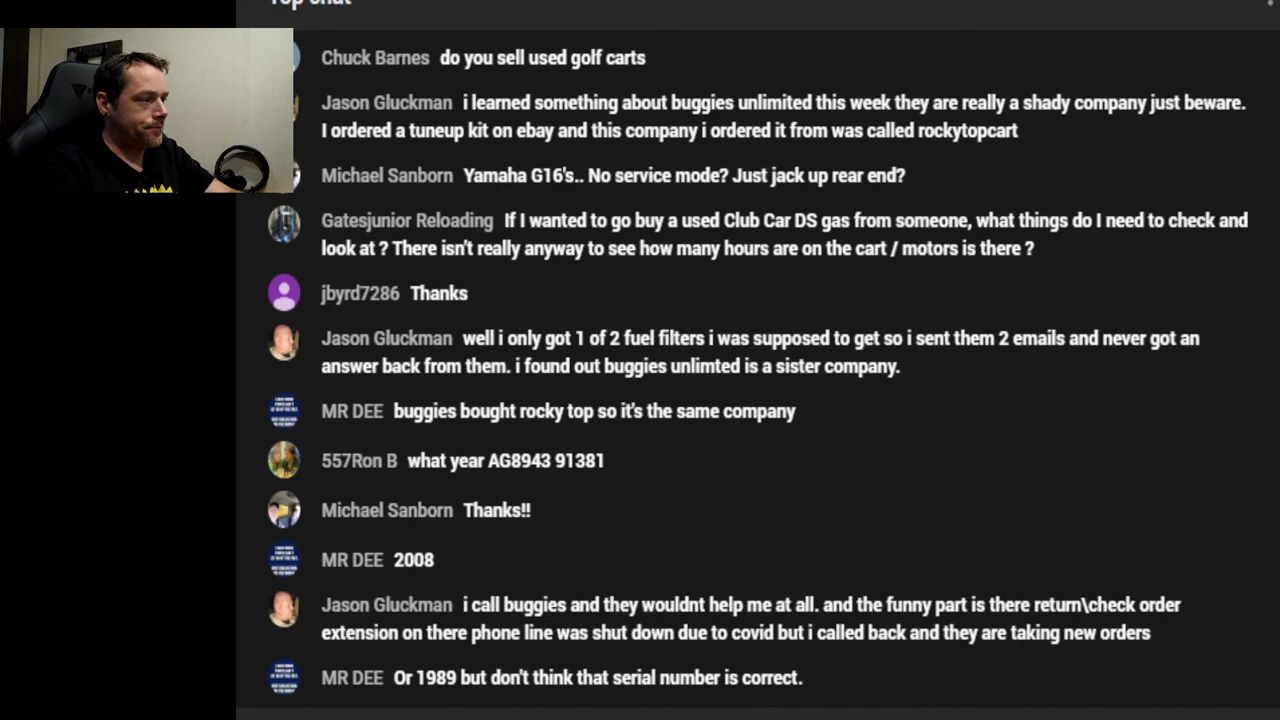 Top chat
Chuck Barnes do you sell used golf carts
Jason Gluckman i learned something about buggies unlimited this week they are really a shady company just beware.
I ordered a tuneup kit on ebay and this company i ordered it from was called rockytopcart
Michael Sanborn Yamaha G16's.. No service mode? Just jack up rear end?
Gatesjunior Reloading If I wanted to go buy a used Club Car DS gas from someone, what things do I need to check and
look at ? There isn't really anyway to see how many hours are on the cart / motors is there ?
jbyrd7286 Thanks
Jason Gluckman well i only got 1 of 2 fuel filters i was supposed to get so i sent them 2 emails and never got an
answer back from them. i found out buggies unlimted is a sister company.
MR DEE buggies bought rocky top so it's the same company
557Ron B what year AG8943 91381
Michael Sanborn Thanks!!
MR DEE 2008
Jason Gluckman i call buggies and they wouldnt help me at all. and the funny part is there return\check order
extension on there phone line was shut down due to covid but i called back and they are taking new orders
MR DEE Or 1989 but don't think that serial number is correct.